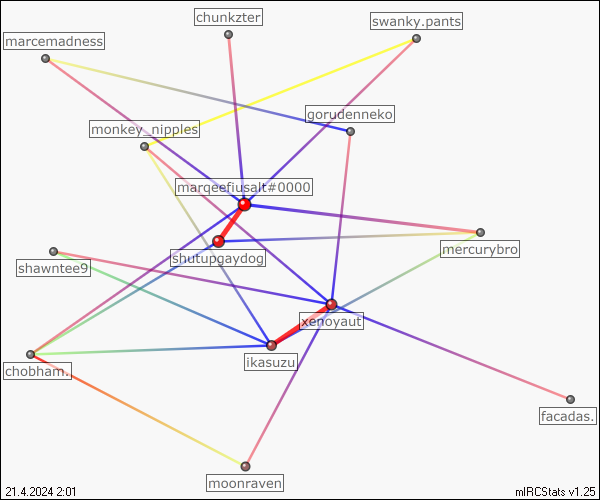 chunkzter
swanky.pants
marcemadness
gorudenneko
monkey_nipples
marqeefiusalt#0000
shutupgaydog
mercurybro
shawntee9
xenoyaut
ikasuzu
chobham.
facadas.
moonraven
21.4.2024 2:01
mIRCStats v1.25